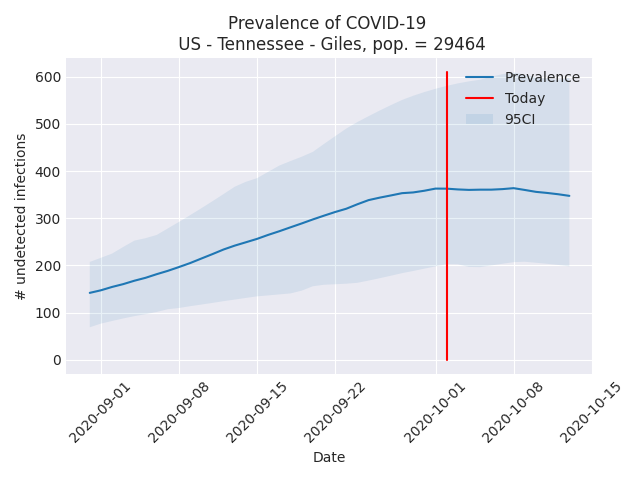 Prevalence of COVID-19
US - Tennessee - Giles, pop. = 29464
# undetected infections
600
500
400
300
200
100
0
Prevalence
Today
95CI
2020-09-01
2020-09-08
2020-09-15
2020-09-22
2020-10-01
2020-10-08
2020-10-15
Date